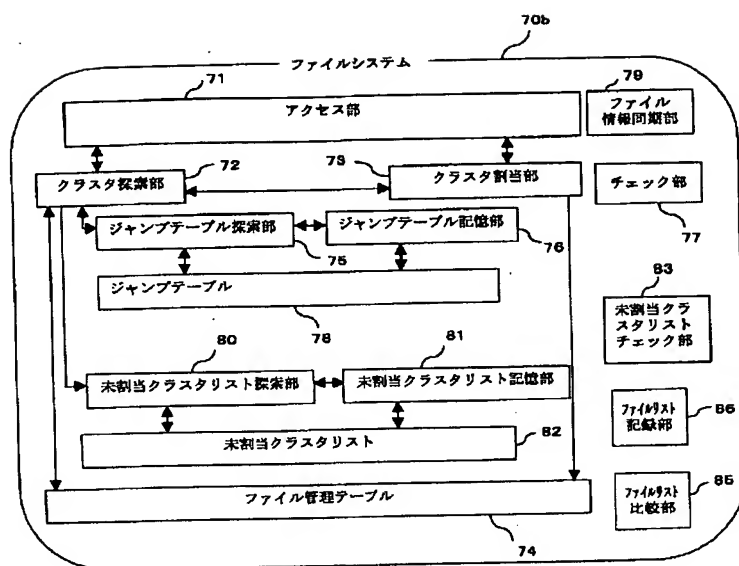 70b
ファイルシステム
71
アクセス部
79
ファイル
情報同期部
72
クラスタ探索部
73
クラスタ割当部
チェック部
77
ジャンプテーブル探索部
75
ジャンプテーブル記憶部
76
ジャンプテーブル
78
83
未割当クラ
スタリスト
チェック部
80
未割当クラスタリスト探索部
81
未割当クラスタリスト記憶部
未割当クラスタリスト
82
ファイルリスト
記録部
86
ファイル管理テーブル
74
ファイルリスト
比較部
85